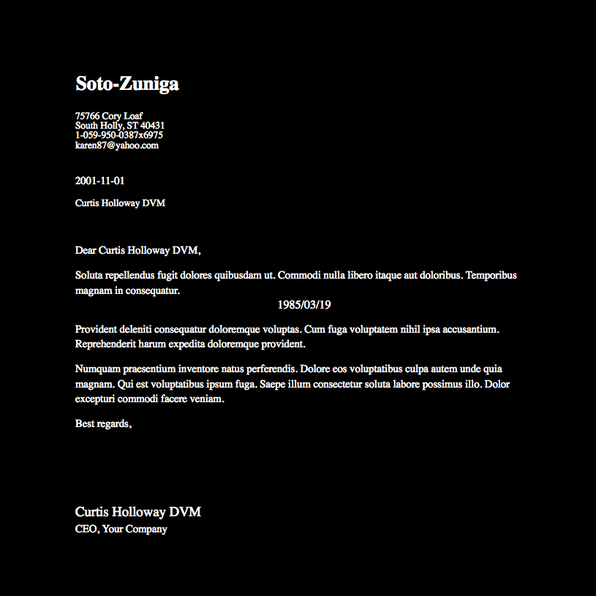 Soto-Zuniga
75766 Cory Loaf
South Holly, ST 40431
1-059-950-0387x6975
karen87@yahoo.com
2001-11-01
Curtis Holloway DVM
Dear Curtis Holloway DVM,
Soluta repellendus fugit dolores quibusdam ut. Commodi nulla libero itaque aut doloribus. Temporibus
magnam in consequatur.
1985/03/19
Provident deleniti consequatur doloremque voluptas. Cum fuga voluptatem nihil ipsa accusantium.
Reprehenderit harum expedita doloremque provident.
Numquam praesentium inventore natus perferendis. Dolore eos voluptatibus culpa autem unde quia
magnam. Qui est voluptatibus ipsum fuga. Saepe illum consectetur soluta labore possimus illo. Dolor
excepturi commodi facere veniam.
Best regards,
Curtis Holloway DVM
CEO, Your Company